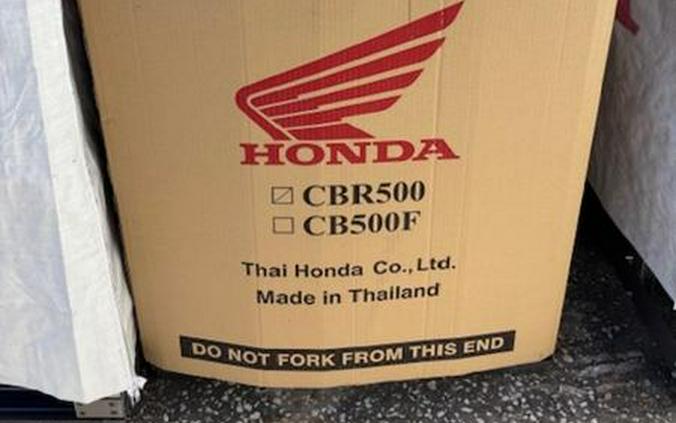 HONDA
☑ CBR500
☐ CB500F
Thai Honda Co., Ltd.
Made in Thailand
DO NOT FORK FROM THIS END